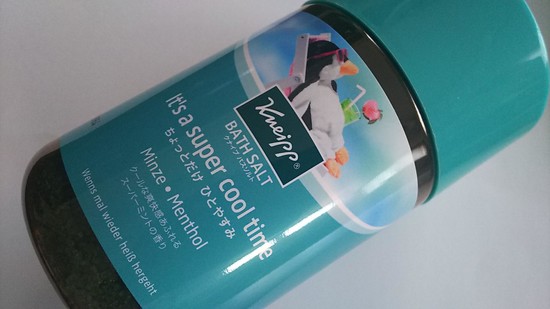 Kneipp®
BATH SALT
クナイプ バスソルト
It's a super cool time
ちょっとだけ ひとやすみ
Minze・Menthol
クールな爽快感あふれる
スーパーミントの香り
Wenns mal wieder heiß hergeht